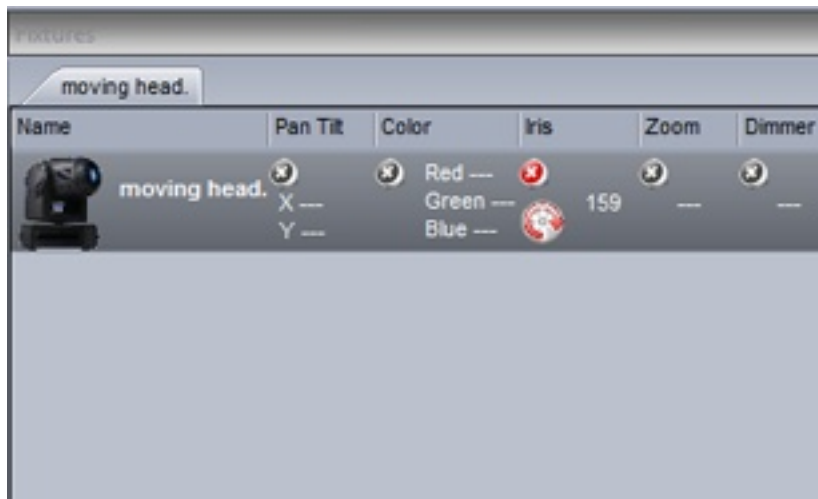 Fixtures
moving head.
Name Pan Tilt Color Iris Zoom Dimmer
moving head. X --- Red --- 159 --- ---
Y --- Green ---
Blue ---